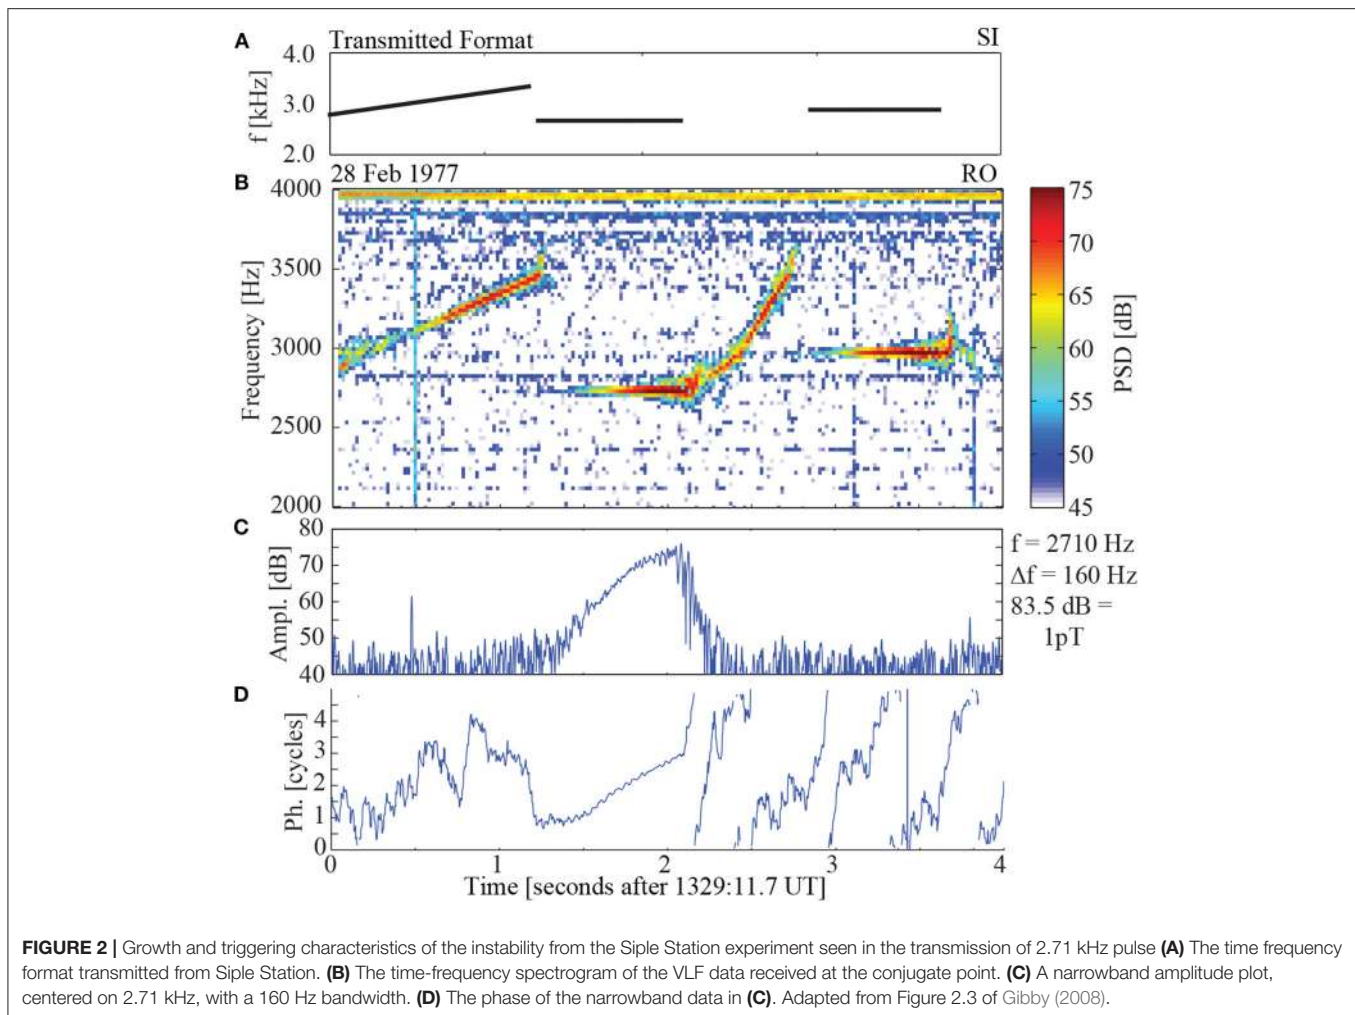 A
Transmitted Format
SI
4.0
3.0
2.0
f [kHz]
B
28 Feb 1977
RO
4000
3500
3000
2500
2000
Frequency [Hz]
75
70
65
60
55
50
45
PSD [dB]
C
80
70
60
50
40
Ampl. [dB]
f = 2710 Hz
Δf = 160 Hz
83.5 dB =
1pT
D
4
3
2
1
0
Ph. [cycles]
0 1 2 3 4
Time [seconds after 1329:11.7 UT]
FIGURE 2 | Growth and triggering characteristics of the instability from the Siple Station experiment seen in the transmission of 2.71 kHz pulse (A) The time frequency
format transmitted from Siple Station. (B) The time-frequency spectrogram of the VLF data received at the conjugate point. (C) A narrowband amplitude plot,
centered on 2.71 kHz, with a 160 Hz bandwidth. (D) The phase of the narrowband data in (C). Adapted from Figure 2.3 of Gibby (2008).